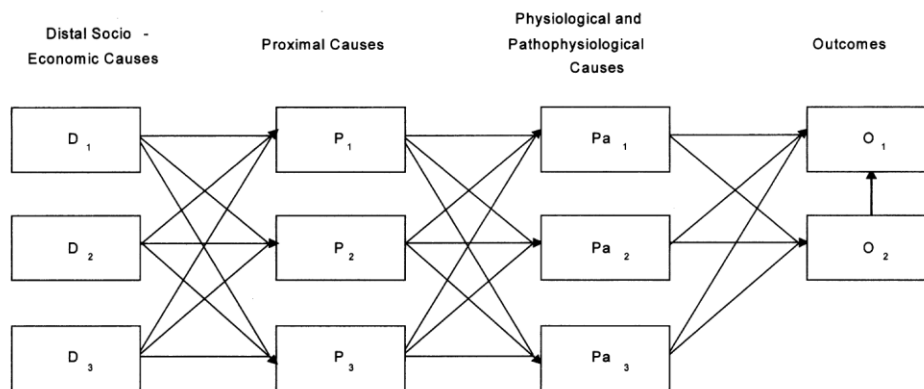 Distal Socio -
Economic Causes
Proximal Causes
Physiological and
Pathophysiological
Causes
Outcomes
D 1
P 1
Pa 1
O 1
D 2
P 2
Pa 2
O 2
D 3
P 3
Pa 3